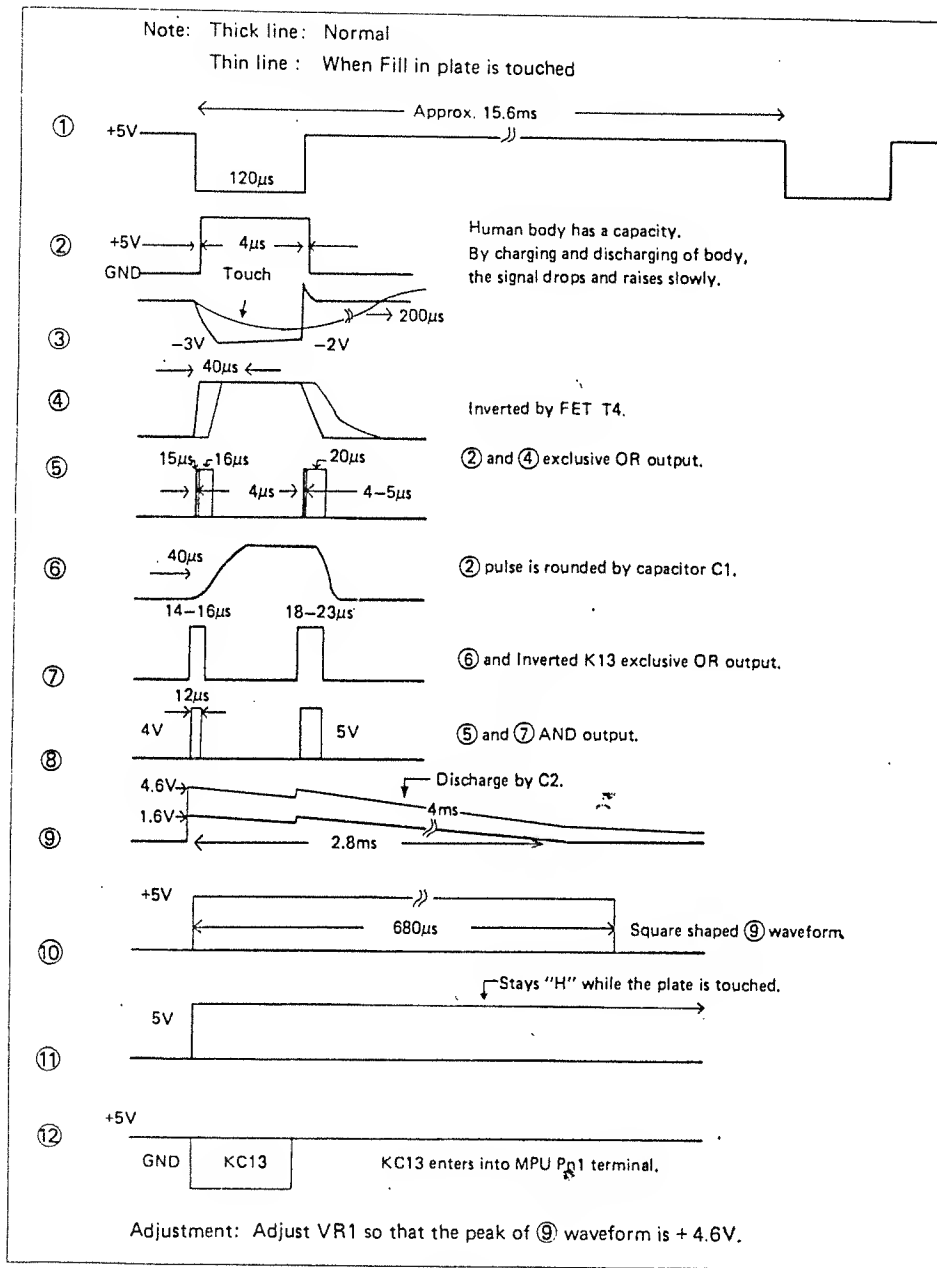 Note: Thick line: Normal
Thin line : When Fill in plate is touched
Approx. 15.6ms
① +5V
120μs
② +5V 4μs
GND Touch
Human body has a capacity.
By charging and discharging of body,
the signal drops and raises slowly.
200μs
③ −3V −2V
40μs
④ Inverted by FET T4.
⑤ 15μs 16μs 20μs
② and ④ exclusive OR output.
4μs 4−5μs
⑥ 40μs
② pulse is rounded by capacitor C1.
14−16μs 18−23μs
⑦ ⑥ and Inverted K13 exclusive OR output.
12μs
4V 5V
⑤ and ⑦ AND output.
⑧
4.6V Discharge by C2.
4ms
1.6V
⑨ 2.8ms
+5V
680μs
⑩ Square shaped ⑨ waveform.
Stays "H" while the plate is touched.
5V
⑪
+5V
⑫
GND KC13 KC13 enters into MPU Pn1 terminal.
Adjustment: Adjust VR1 so that the peak of ⑨ waveform is + 4.6V.